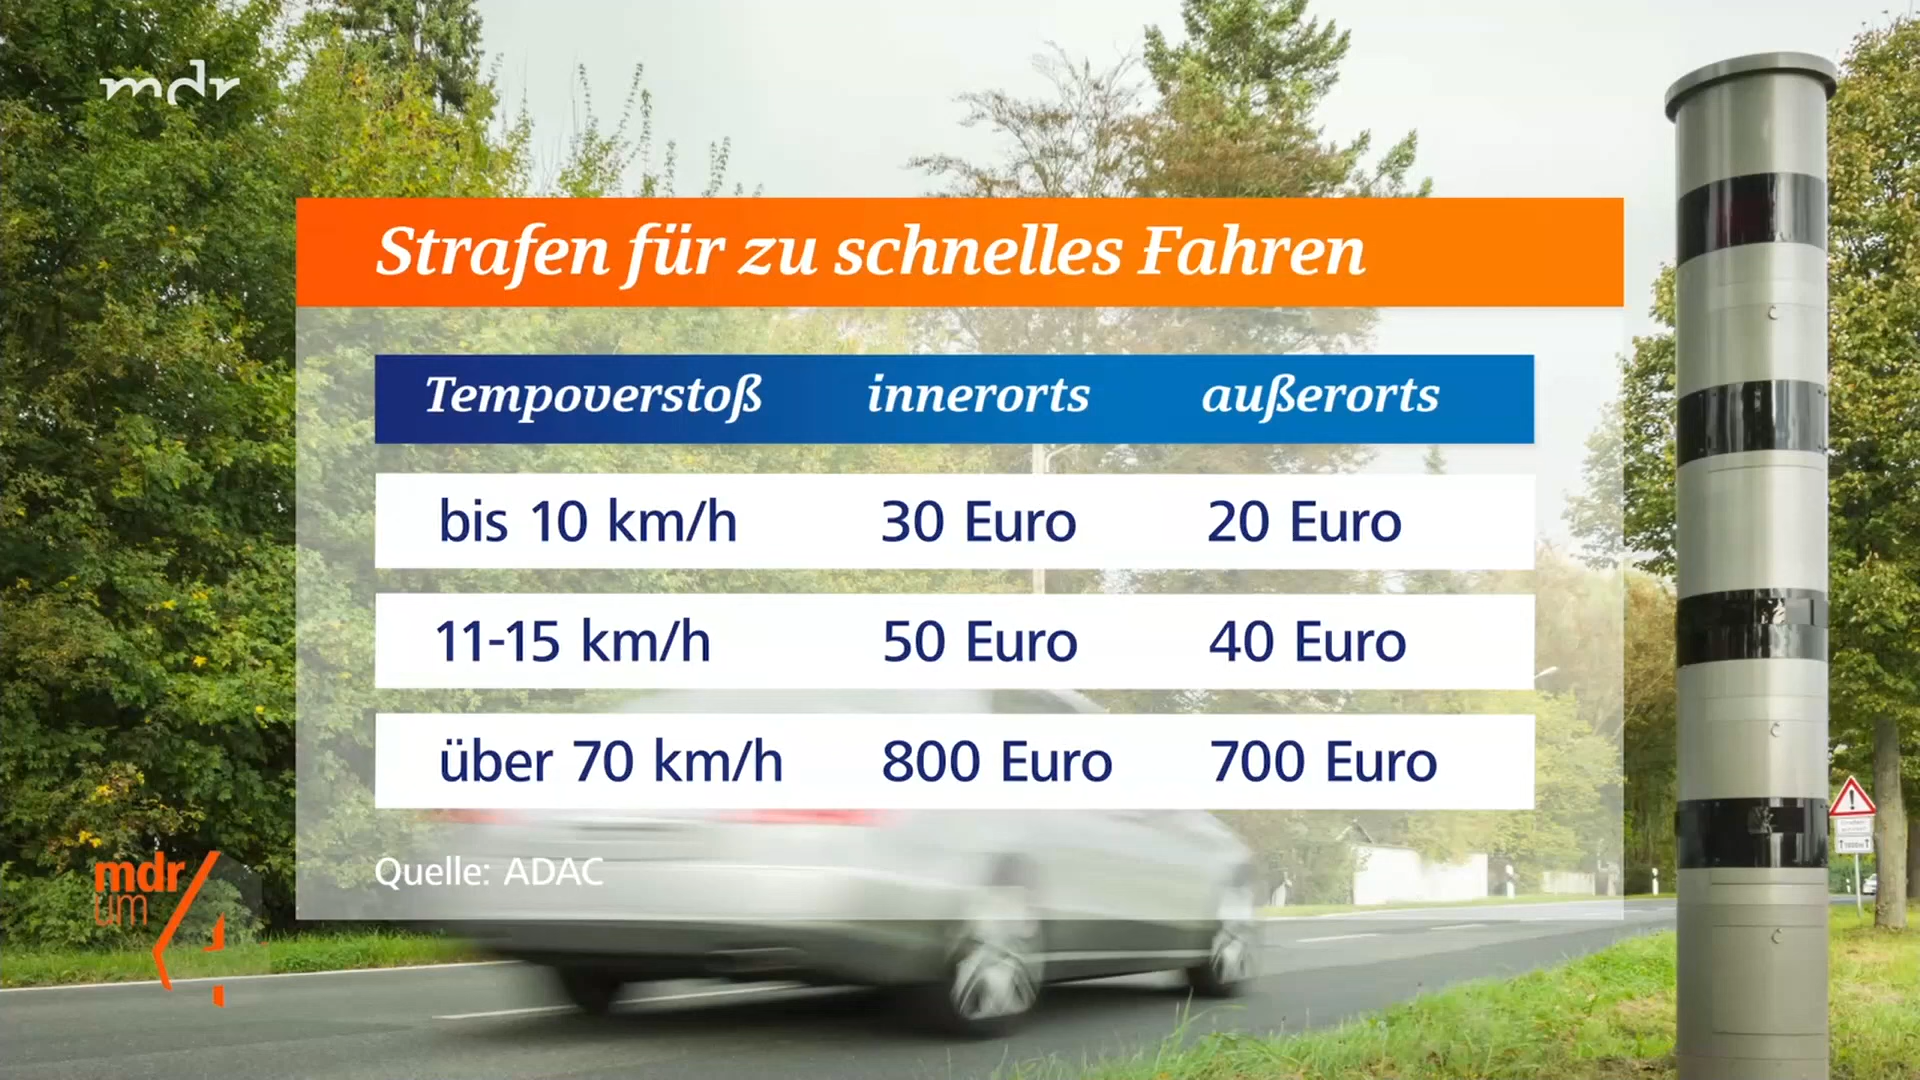 mdr
Strafen für zu schnelles Fahren
Tempoverstoß innerorts außerorts
bis 10 km/h 30 Euro 20 Euro
11-15 km/h 50 Euro 40 Euro
über 70 km/h 800 Euro 700 Euro
Quelle: ADAC
mdr
um
4